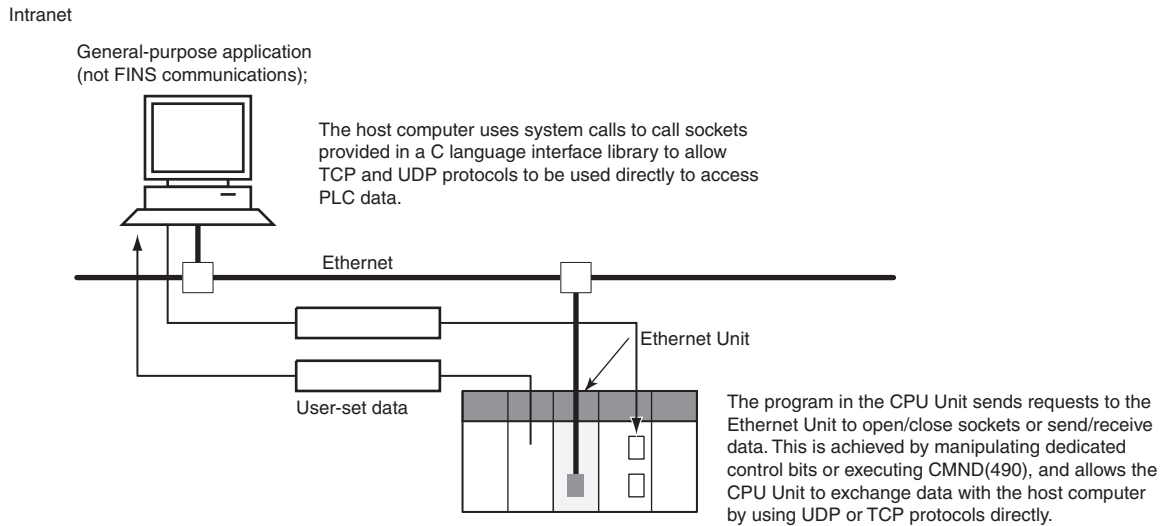 Intranet
General-purpose application
(not FINS communications);
The host computer uses system calls to call sockets
provided in a C language interface library to allow
TCP and UDP protocols to be used directly to access
PLC data.
Ethernet
Ethernet Unit
User-set data
The program in the CPU Unit sends requests to the
Ethernet Unit to open/close sockets or send/receive
data. This is achieved by manipulating dedicated
control bits or executing CMND(490), and allows the
CPU Unit to exchange data with the host computer
by using UDP or TCP protocols directly.